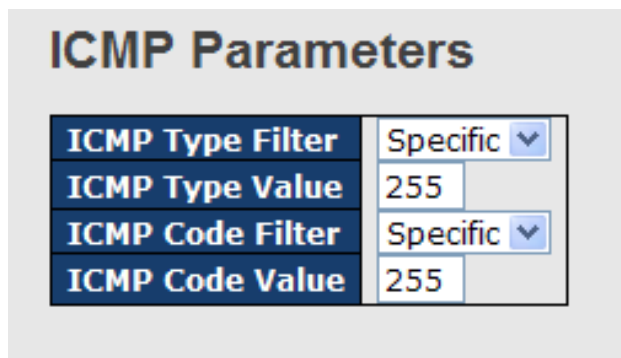 ICMP Parameters
ICMP Type Filter Specific
ICMP Type Value 255
ICMP Code Filter Specific
ICMP Code Value 255